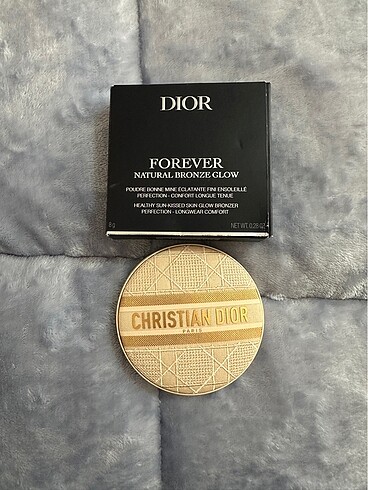 DIOR
FOREVER
NATURAL BRONZE GLOW
POUDRE BONNE MINE ÉCLATANTE FINI ENSOLEILLÉ
PERFECTION - CONFORT LONGUE TENUE
HEALTHY SUN-KISSED SKIN GLOW BRONZER
PERFECTION - LONGWEAR COMFORT
8g NET WT. 0.28 OZ
CHRISTIAN DIOR
PARIS